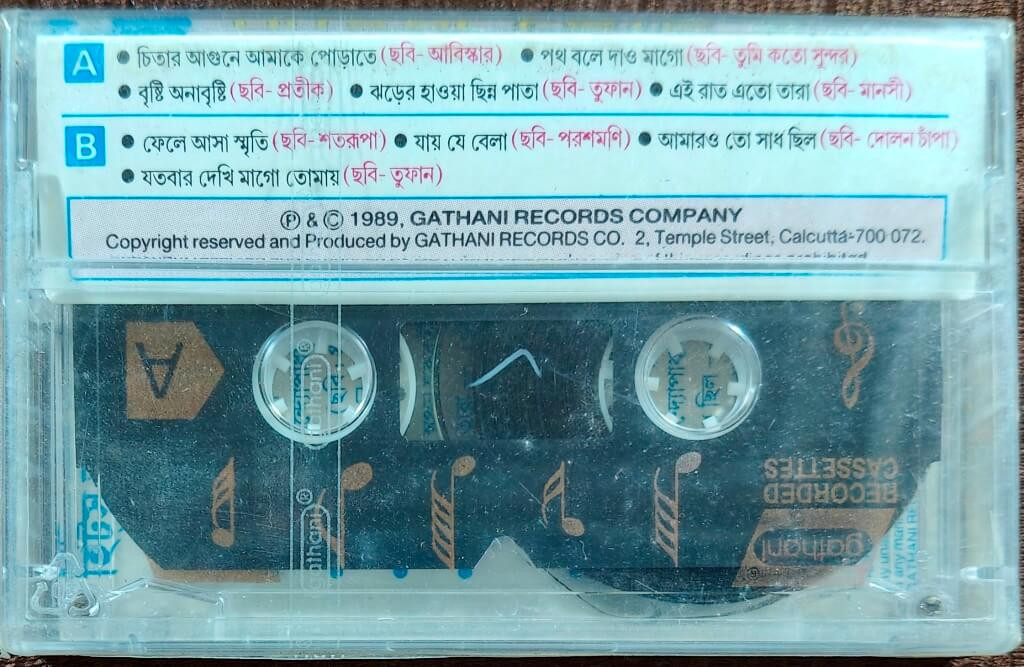 A
• চিতার আগুনে আমাকে পোড়াতে (ছবি- আবিস্কার) • পথ বলে দাও মাগো (ছবি- তুমি কতো সুন্দর)
• বৃষ্টি অনাবৃষ্টি (ছবি- প্রতীক) • ঝড়ের হাওয়া ছিন্ন পাতা (ছবি- তুফান) • এই রাত এতো তারা (ছবি- মানসী)
B
• ফেলে আসা স্মৃতি (ছবি- শতরূপা) • যায় যে বেলা (ছবি- পরশমণি) • আমারও তো সাধ ছিল (ছবি- দোলন চাঁপা)
• যতবার দেখি মাগো তোমায় (ছবি- তুফান)
Ⓟ & © 1989, GATHANI RECORDS COMPANY
Copyright reserved and Produced by GATHANI RECORDS CO. 2, Temple Street, Calcutta-700 072.
A
RECORDED
CASSETTES
gathani